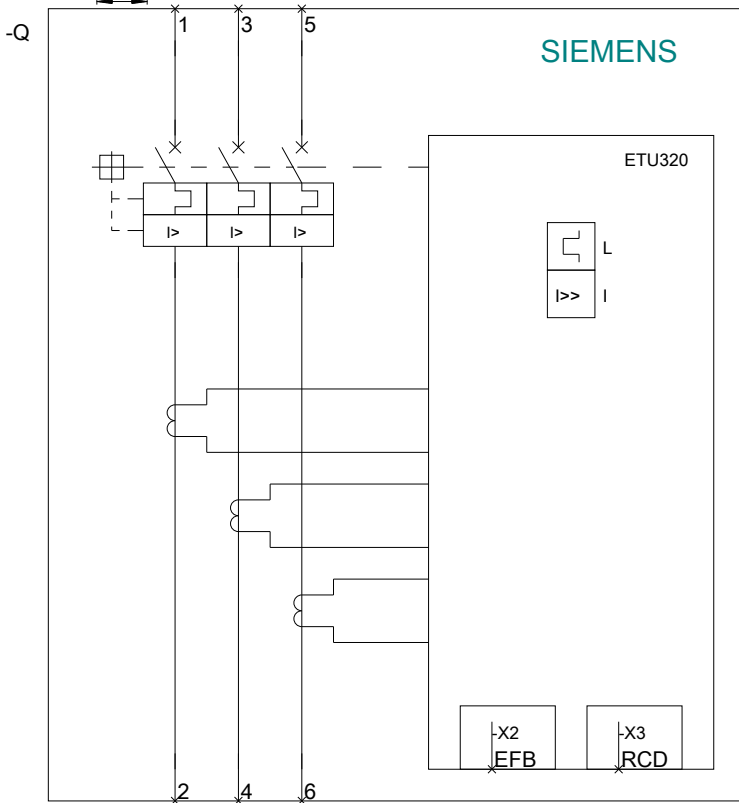 1 3 5
-Q
SIEMENS
ETU320
L
I> I> I>
I>> I
-X2 -X3
EFB RCD
2 4 6